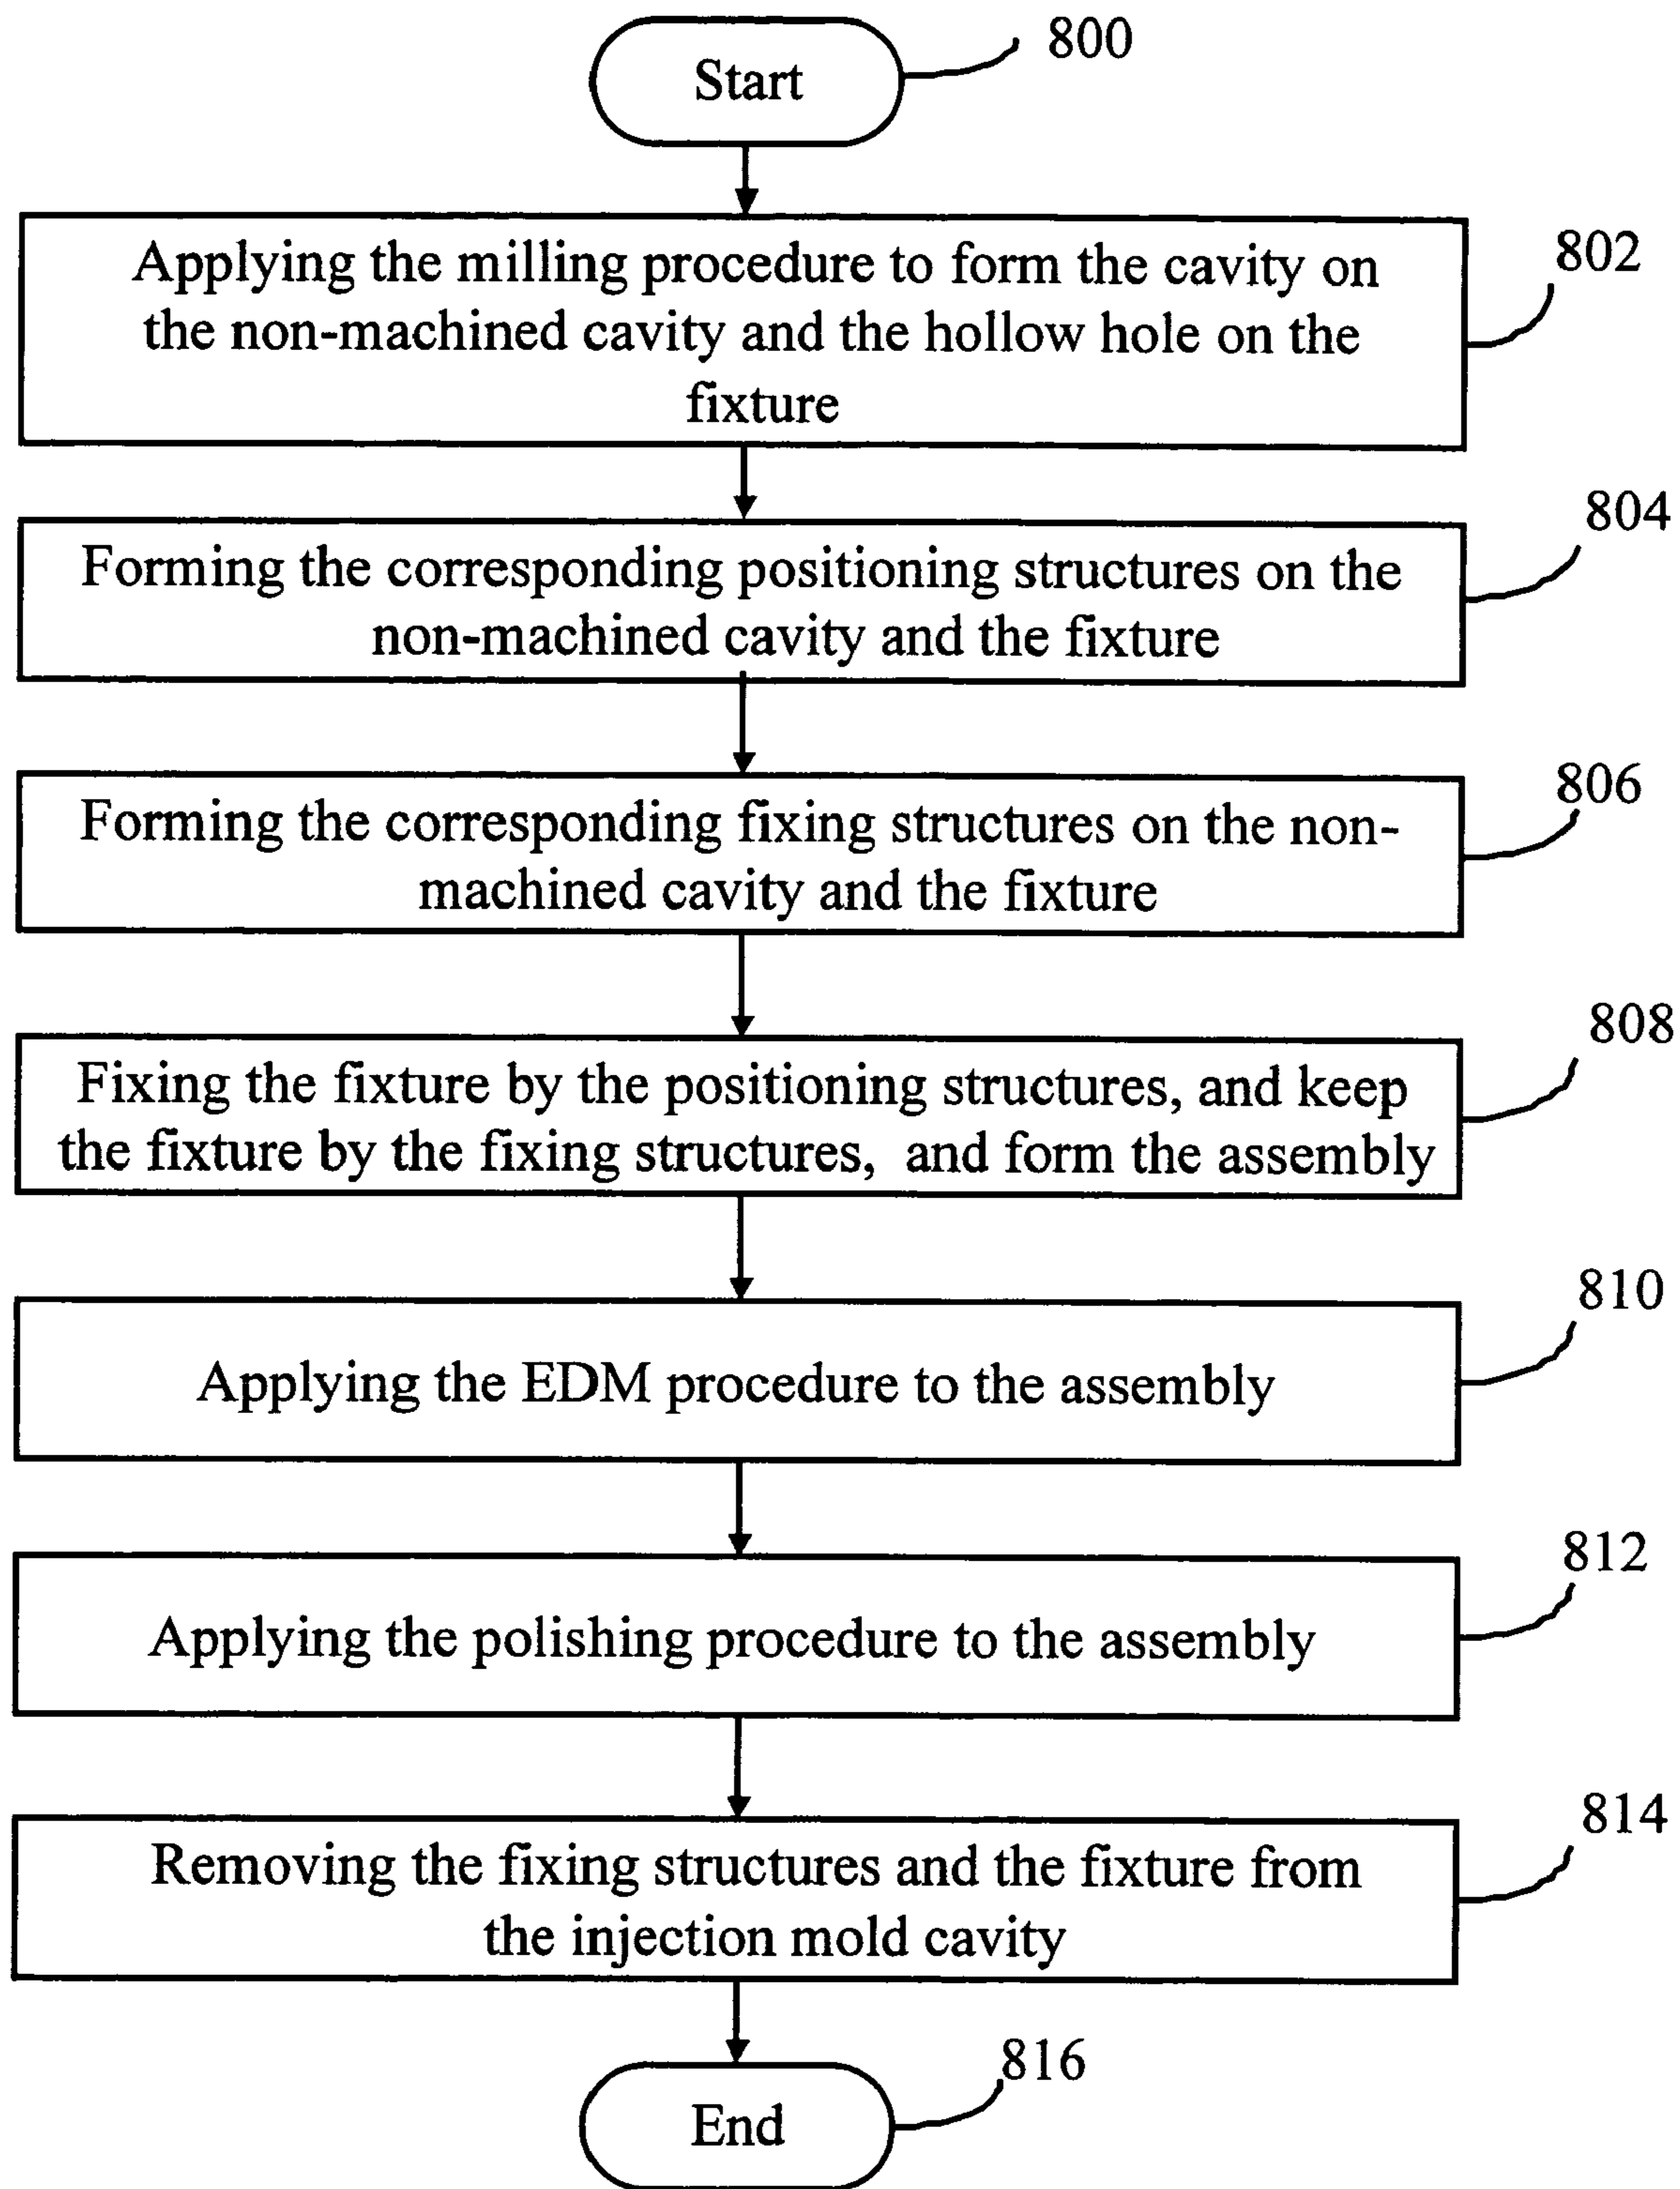 Start
800
Applying the milling procedure to form the cavity on
the non-machined cavity and the hollow hole on the
fixture
802
Forming the corresponding positioning structures on the
non-machined cavity and the fixture
804
Forming the corresponding fixing structures on the non-
machined cavity and the fixture
806
Fixing the fixture by the positioning structures, and keep
the fixture by the fixing structures, and form the assembly
808
Applying the EDM procedure to the assembly
810
Applying the polishing procedure to the assembly
812
Removing the fixing structures and the fixture from
the injection mold cavity
814
End
816